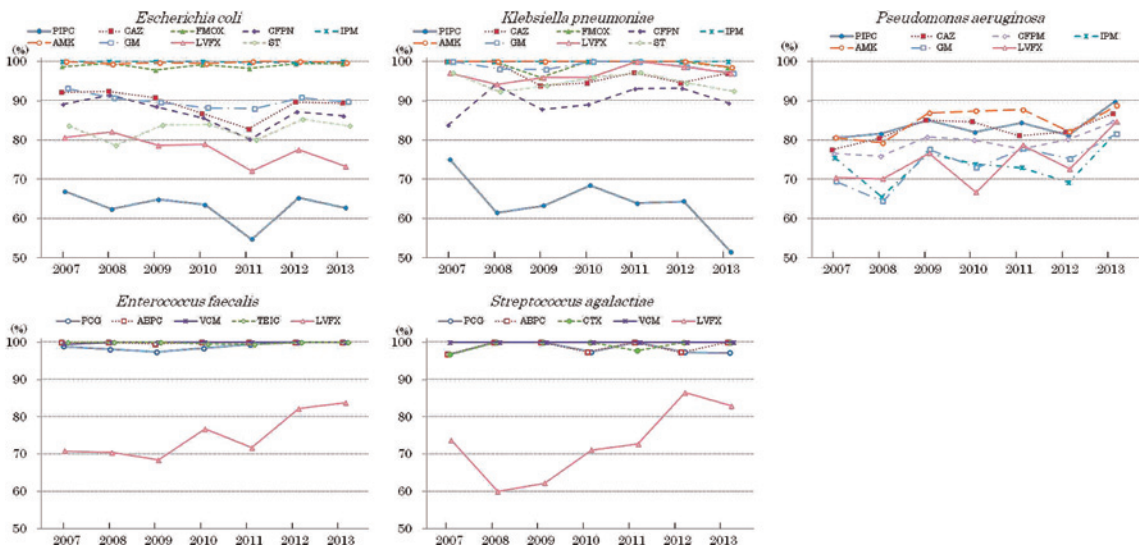 Escherichia coli
PIPC CAZ FMOX CFPN IPM
AMK GM LVFX ST
(%)
100
90
80
70
60
50
2007 2008 2009 2010 2011 2012 2013
Klebsiella pneumoniae
PIPC CAZ FMOX CFPN IPM
AMK GM LVFX ST
(%)
100
90
80
70
60
50
2007 2008 2009 2010 2011 2012 2013
Pseudomonas aeruginosa
PIPC CAZ CFPM IPM
AMK GM LVFX
(%)
100
90
80
70
60
50
2007 2008 2009 2010 2011 2012 2013
Enterococcus faecalis
PCG ABPC VCM TEIC LVFX
(%)
100
90
80
70
60
50
2007 2008 2009 2010 2011 2012 2013
Streptococcus agalactiae
PCG ABPC CTX VCM LVFX
(%)
100
90
80
70
60
50
2007 2008 2009 2010 2011 2012 2013